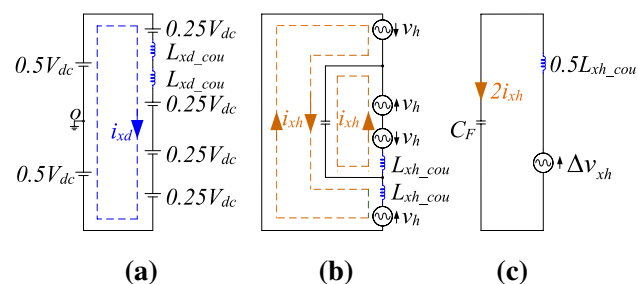 0.25V_dc
L_xd_cou
0.5V_dc
L_xd_cou
0.25V_dc
o
i_xd
0.25V_dc
0.5V_dc
0.25V_dc
(a)
v_h
v_h
i_xh
i_xh
v_h
L_xh_cou
L_xh_cou
v_h
(b)
0.5L_xh_cou
2i_xh
C_F
Δv_xh
(c)